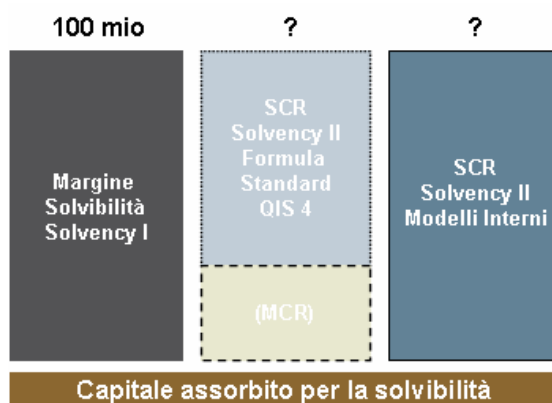 100 mio
?
?
Margine
Solvibilità
Solvency I
SCR
Solvency II
Formula
Standard
QIS 4
(MCR)
SCR
Solvency II
Modelli Interni
Capitale assorbito per la solvibilità